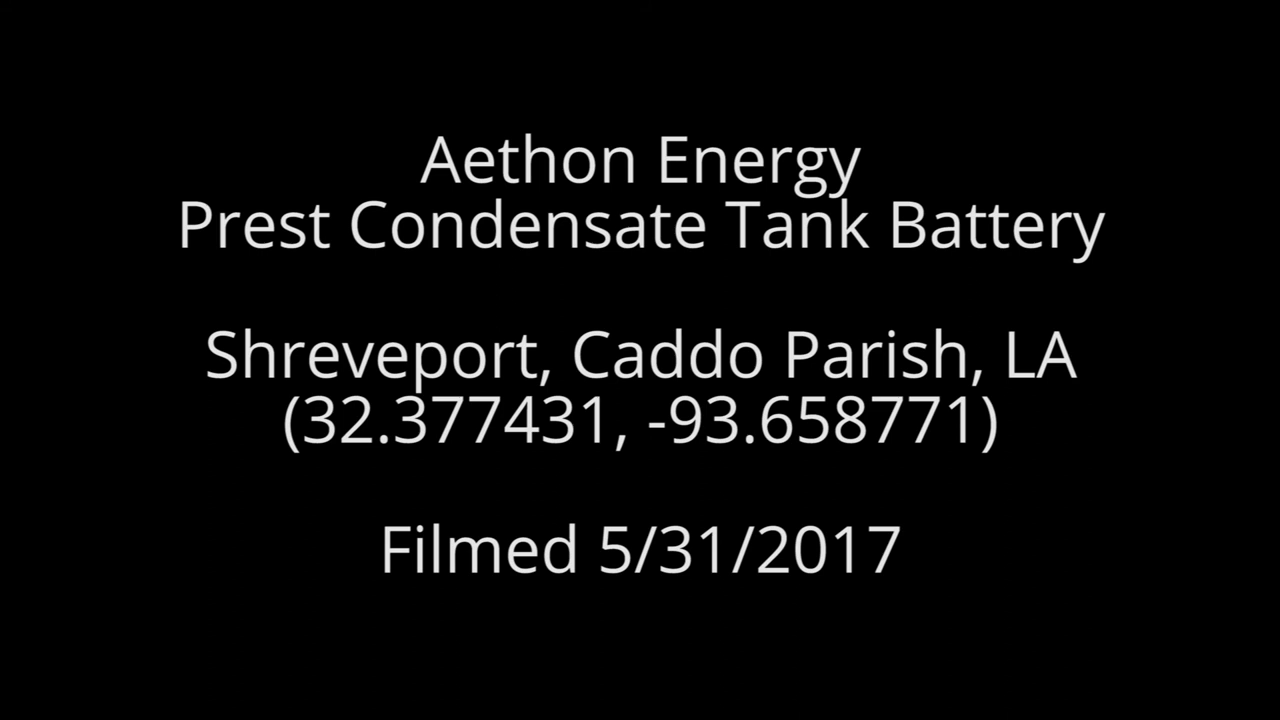 Aethon Energy
Prest Condensate Tank Battery
Shreveport, Caddo Parish, LA
(32.377431, -93.658771)
Filmed 5/31/2017